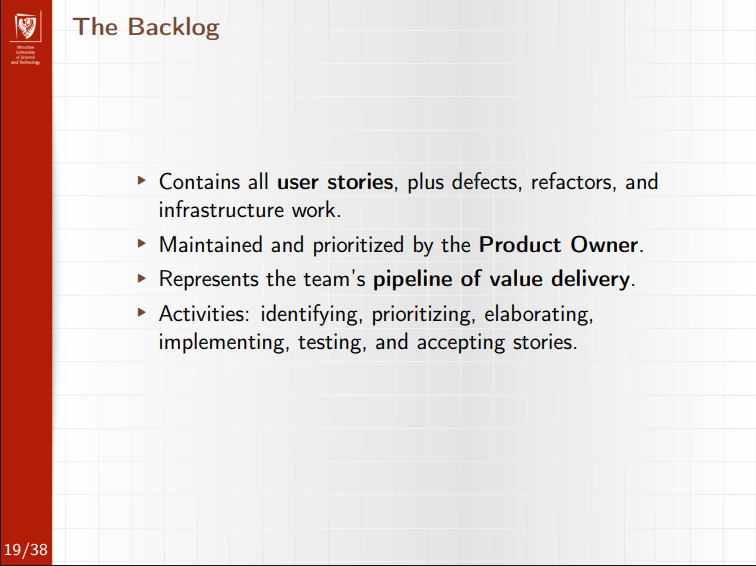 Wrocław
University
of Science
and Technology
The Backlog
Contains all user stories, plus defects, refactors, and
infrastructure work.
Maintained and prioritized by the Product Owner.
Represents the team's pipeline of value delivery.
Activities: identifying, prioritizing, elaborating,
implementing, testing, and accepting stories.
19/38